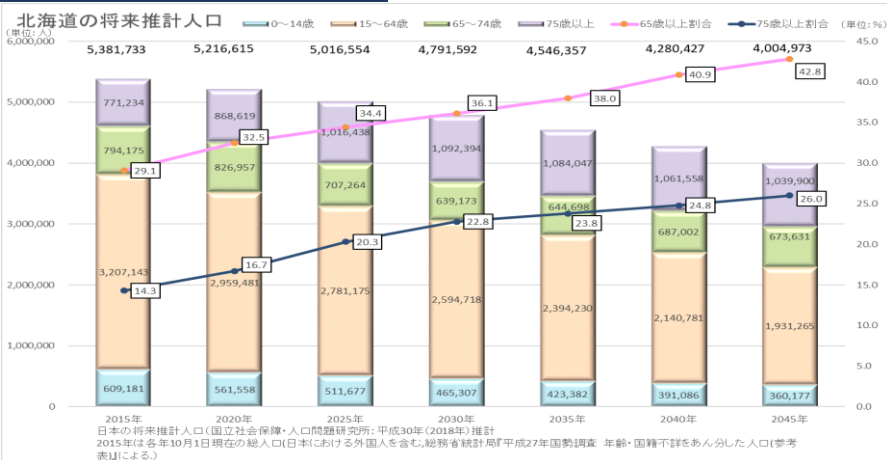 北海道の将来推計人口
0～14歳 15～64歳 65～74歳 75歳以上 65歳以上割合 75歳以上割合
(単位:人) (単位:%)
5,381,733 5,216,615 5,016,554 4,791,592 4,546,357 4,280,427 4,004,973
6,000,000
5,000,000
4,000,000
3,000,000
2,000,000
1,000,000
0
45.0
40.0
35.0
30.0
25.0
20.0
15.0
10.0
5.0
0.0
771,234 868,619 1,016,438 1,092,394 1,084,047 1,061,558 1,039,900
794,175 826,957 707,264 639,173 644,698 687,002 673,631
3,207,143 2,959,481 2,781,175 2,594,718 2,394,230 2,140,781 1,931,265
609,181 561,558 511,677 465,307 423,382 391,086 360,177
29.1 32.5 34.4 36.1 38.0 40.9 42.8
14.3 16.7 20.3 22.8 23.8 24.8 26.0
2015年 2020年 2025年 2030年 2035年 2040年 2045年
日本の将来推計人口(国立社会保障・人口問題研究所:平成30年(2018年)推計
2015年は各年10月1日現在の総人口(日本における外国人を含む,総務省統計局『平成27年国勢調査 年齢・国籍不詳をあん分した人口(参考
表)』による.)